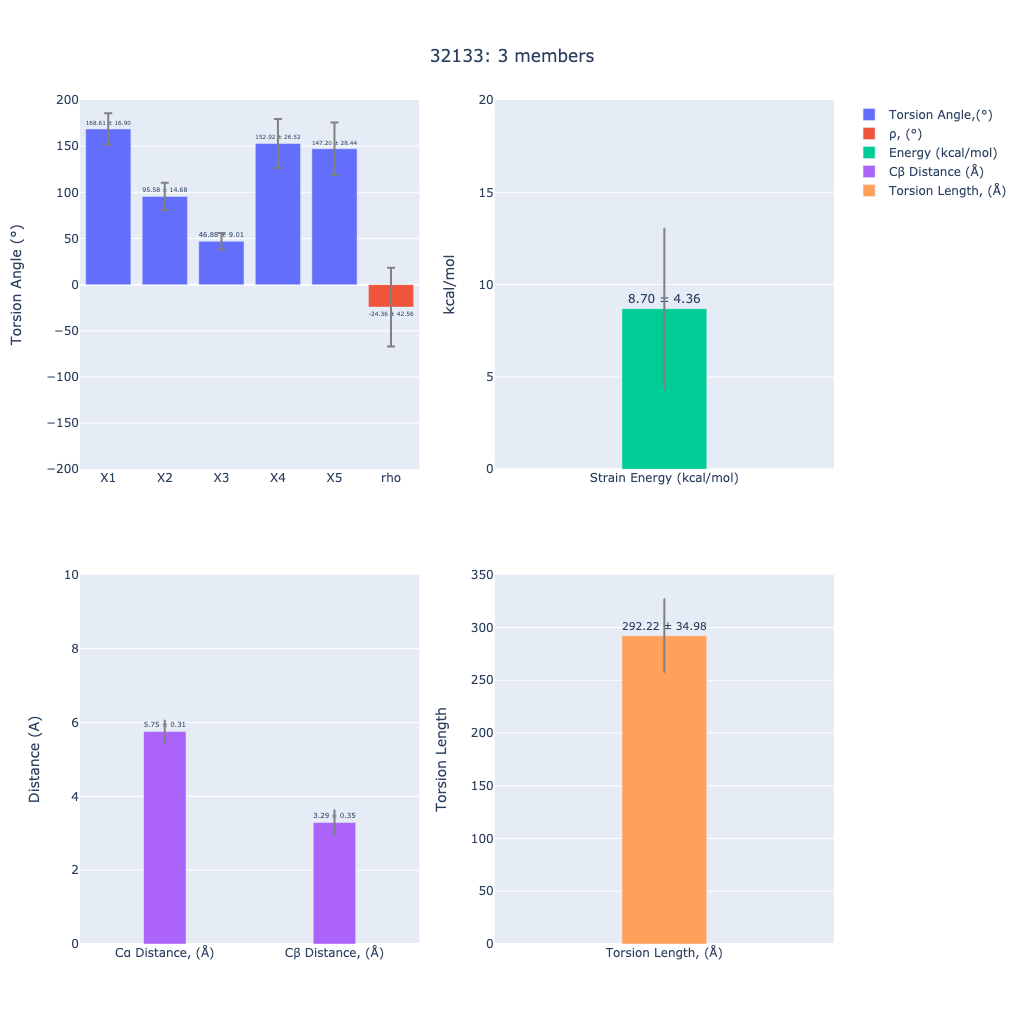 32133: 3 members
200
150
100
50
0
−50
−100
−150
−200
Torsion Angle (°)
168.61 ± 16.90
95.58 ± 14.68
46.88 ± 9.01
152.92 ± 26.52
147.20 ± 28.44
-24.36 ± 42.56
X1
X2
X3
X4
X5
rho
20
15
10
5
0
kcal/mol
8.70 ± 4.36
Strain Energy (kcal/mol)
Torsion Angle,(°)
ρ, (°)
Energy (kcal/mol)
Cβ Distance (Å)
Torsion Length, (Å)
10
8
6
4
2
0
Distance (A)
5.75 ± 0.31
3.29 ± 0.35
Cα Distance, (Å)
Cβ Distance, (Å)
350
300
250
200
150
100
50
0
Torsion Length
292.22 ± 34.98
Torsion Length, (Å)